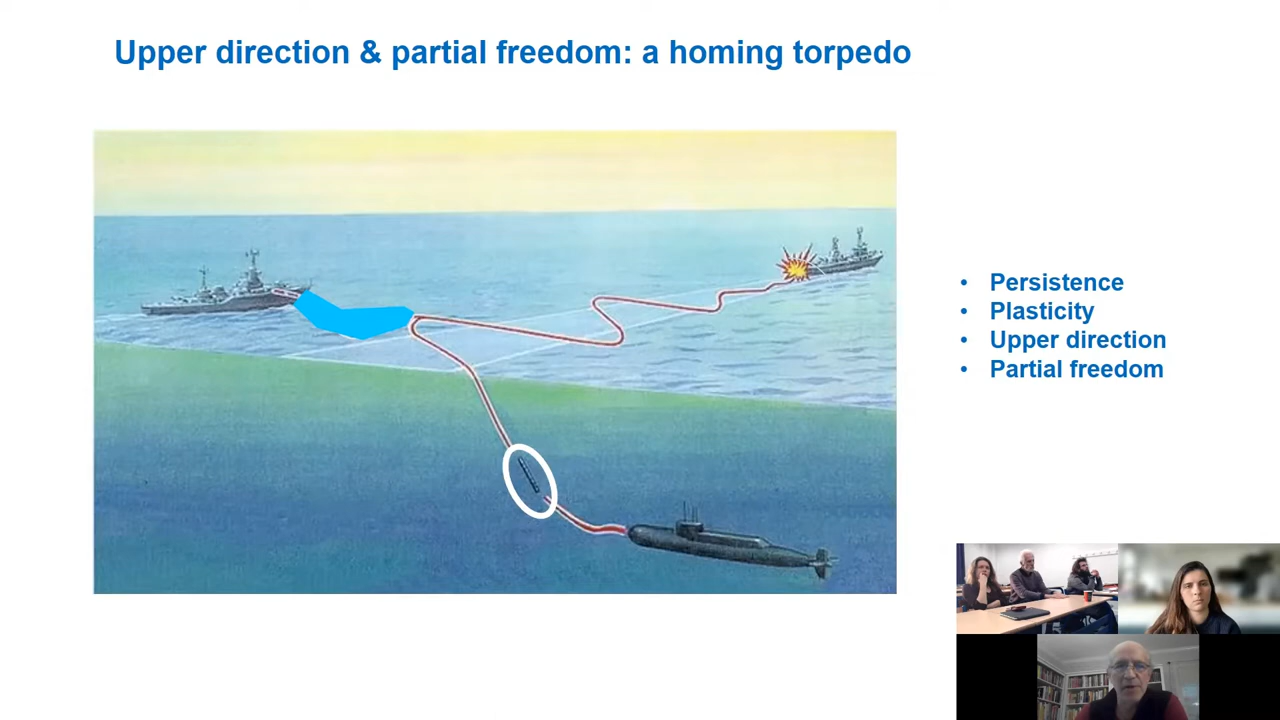 Upper direction & partial freedom: a homing torpedo
• Persistence
• Plasticity
• Upper direction
• Partial freedom